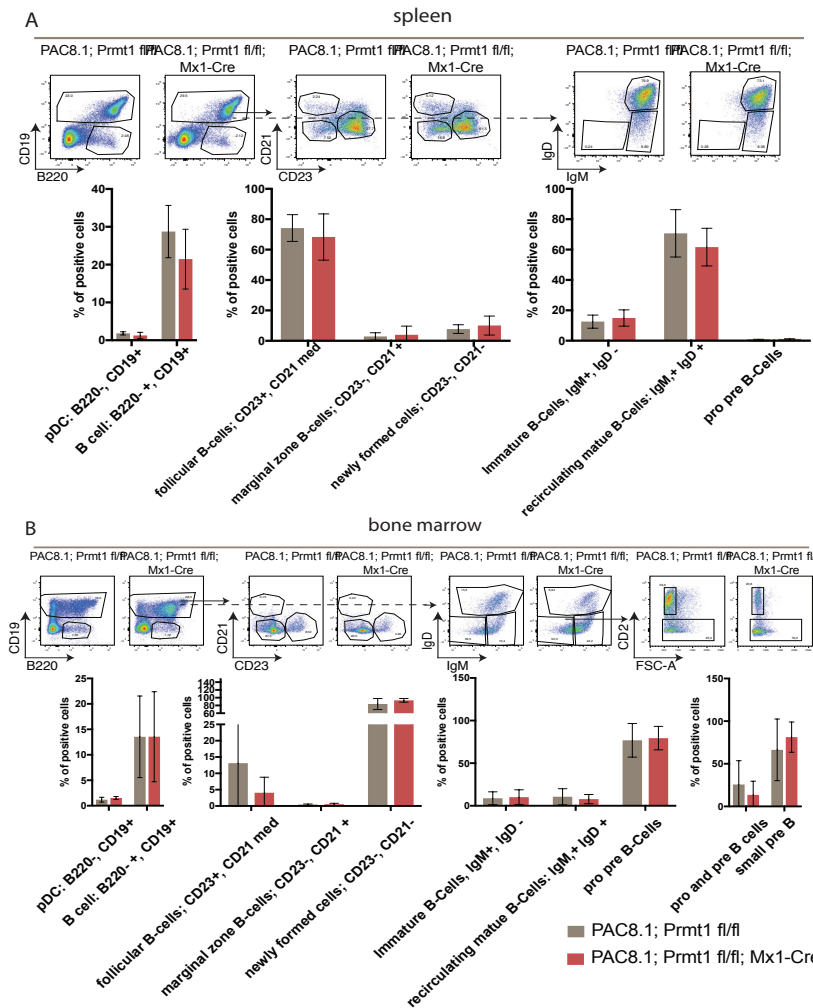 A
spleen
PAC8.1; Prmt1 fl/fl
PAC8.1; Prmt1 fl/fl;
Mx1-Cre
PAC8.1; Prmt1 fl/fl
PAC8.1; Prmt1 fl/fl;
Mx1-Cre
PAC8.1; Prmt1 fl/fl
PAC8.1; Prmt1 fl/fl;
Mx1-Cre
CD19
B220
CD21
CD23
IgD
IgM
% of positive cells
40
30
20
10
0
pDC: B220-, CD19+
B cell: B220- +, CD19+
% of positive cells
100
80
60
40
20
0
follicular B-cells; CD23+, CD21 med
marginal zone B-cells; CD23-, CD21 +
newly formed cells; CD23-, CD21-
% of positive cells
100
80
60
40
20
0
Immature B-Cells, IgM+, IgD -
recirculating matue B-Cells: IgM,+ IgD +
pro pre B-Cells
B
bone marrow
PAC8.1; Prmt1 fl/fl
PAC8.1; Prmt1 fl/fl;
Mx1-Cre
PAC8.1; Prmt1 fl/fl
PAC8.1; Prmt1 fl/fl;
Mx1-Cre
PAC8.1; Prmt1 fl/fl
PAC8.1; Prmt1 fl/fl;
Mx1-Cre
PAC8.1; Prmt1 fl/fl
PAC8.1; Prmt1 fl/fl;
Mx1-Cre
CD19
B220
CD21
CD23
IgD
IgM
CD21
FSC-A
% of positive cells
25
20
15
10
5
0
pDC: B220-, CD19+
B cell: B220- +, CD19+
% of positive cells
140
120
100
80
60
25
20
15
10
5
0
follicular B-cells; CD23+, CD21 med
marginal zone B-cells; CD23-, CD21 +
newly formed cells; CD23-, CD21-
% of positive cells
150
100
50
0
Immature B-Cells, IgM+, IgD -
recirculating matue B-Cells: IgM,+ IgD +
pro pre B-Cells
% of positive cells
150
100
50
0
pro and pre B cells
small pre B
PAC8.1; Prmt1 fl/fl
PAC8.1; Prmt1 fl/fl; Mx1-Cre